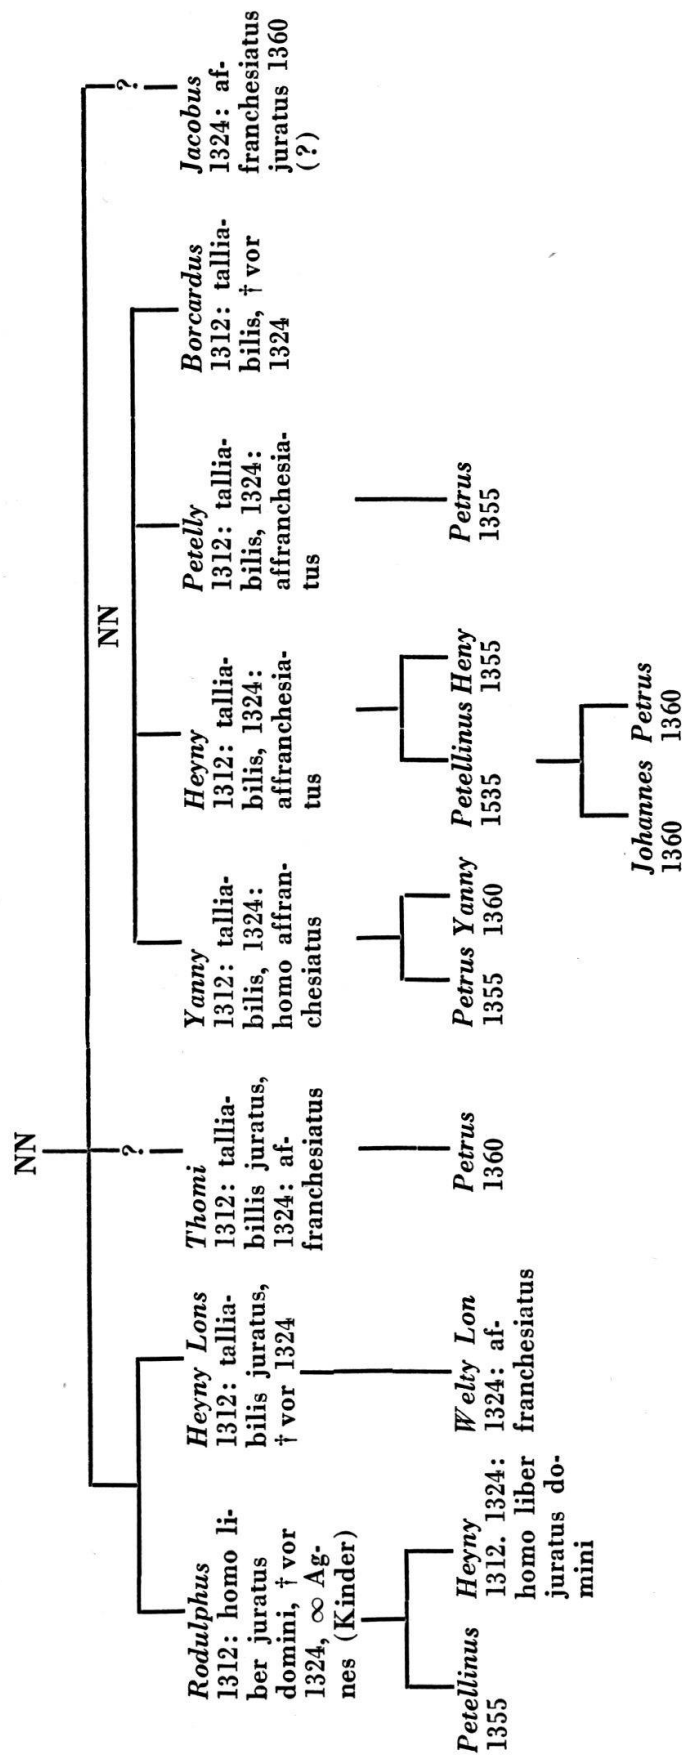 NN
?
?
NN
Rodulphus
1312: homo li-
ber juratus
domini, † vor
1324, ∞ Ag-
nes (Kinder)
Heyny Lons
1312: tallia-
bilis juratus,
† vor 1324
Thomi
1312: tallia-
billis juratus,
1324: af-
franchesiatus
Yanny
1312: tallia-
bilis, 1324:
homo affran-
chesiatus
Heyny
1312: tallia-
bilis, 1324:
affranchesia-
tus
Petelly
1312: tallia-
bilis, 1324:
affranchesia-
tus
Borcardus
1312: tallia-
bilis, † vor
1324
Jacobus
1324: af-
franchesiatus
juratus 1360
(?)
Petellinus
1355
Heyny
1312. 1324:
homo liber
juratus do-
mini
Welty Lon
1324: af-
franchesiatus
Petrus
1360
Petrus
1355
Yanny
1360
Petellinus
1535
Heny
1355
Petrus
1355
Johannes
1360
Petrus
1360